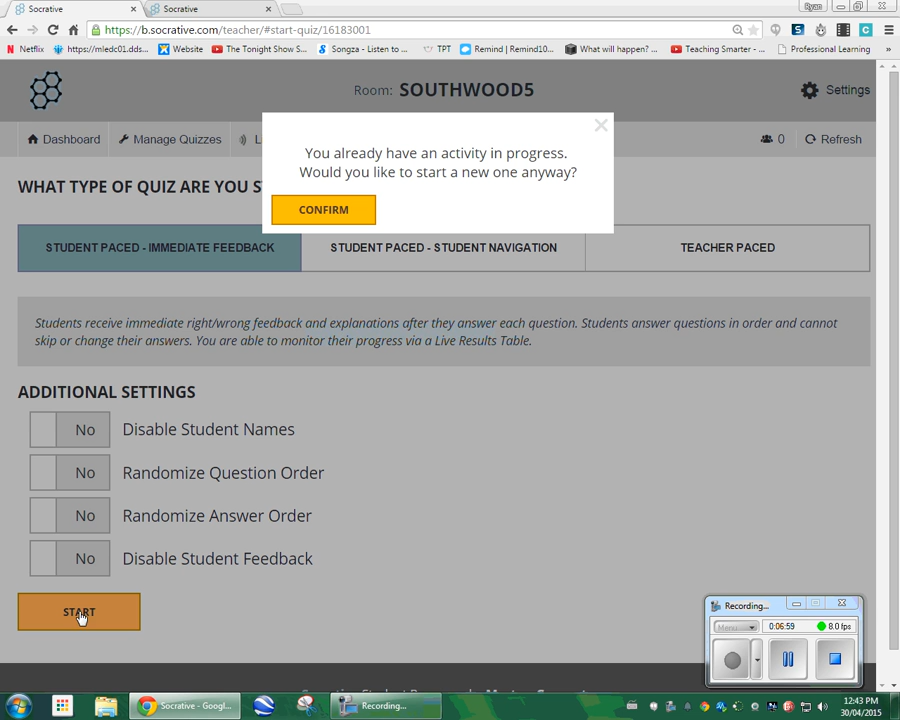 Socrative
Socrative
Ryan
https://b.socrative.com/teacher/#start-quiz/16183001
Netflix
https://mledc01.dds...
Website
The Tonight Show S...
Songza - Listen to ...
TPT
Remind | Remind10...
What will happen? ...
Teaching Smarter - ...
Professional Learning
»
Room: SOUTHWOOD5
Settings
Dashboard
Manage Quizzes
Li
0
Refresh
You already have an activity in progress.
Would you like to start a new one anyway?
CONFIRM
WHAT TYPE OF QUIZ ARE YOU S
STUDENT PACED - IMMEDIATE FEEDBACK
STUDENT PACED - STUDENT NAVIGATION
TEACHER PACED
Students receive immediate right/wrong feedback and explanations after they answer each question. Students answer questions in order and cannot
skip or change their answers. You are able to monitor their progress via a Live Results Table.
ADDITIONAL SETTINGS
No Disable Student Names
No Randomize Question Order
No Randomize Answer Order
No Disable Student Feedback
START
Recording...
Menu
0:06:59
8.0 fps
Socrative - Googl...
Recording...
12:43 PM
30/04/2015